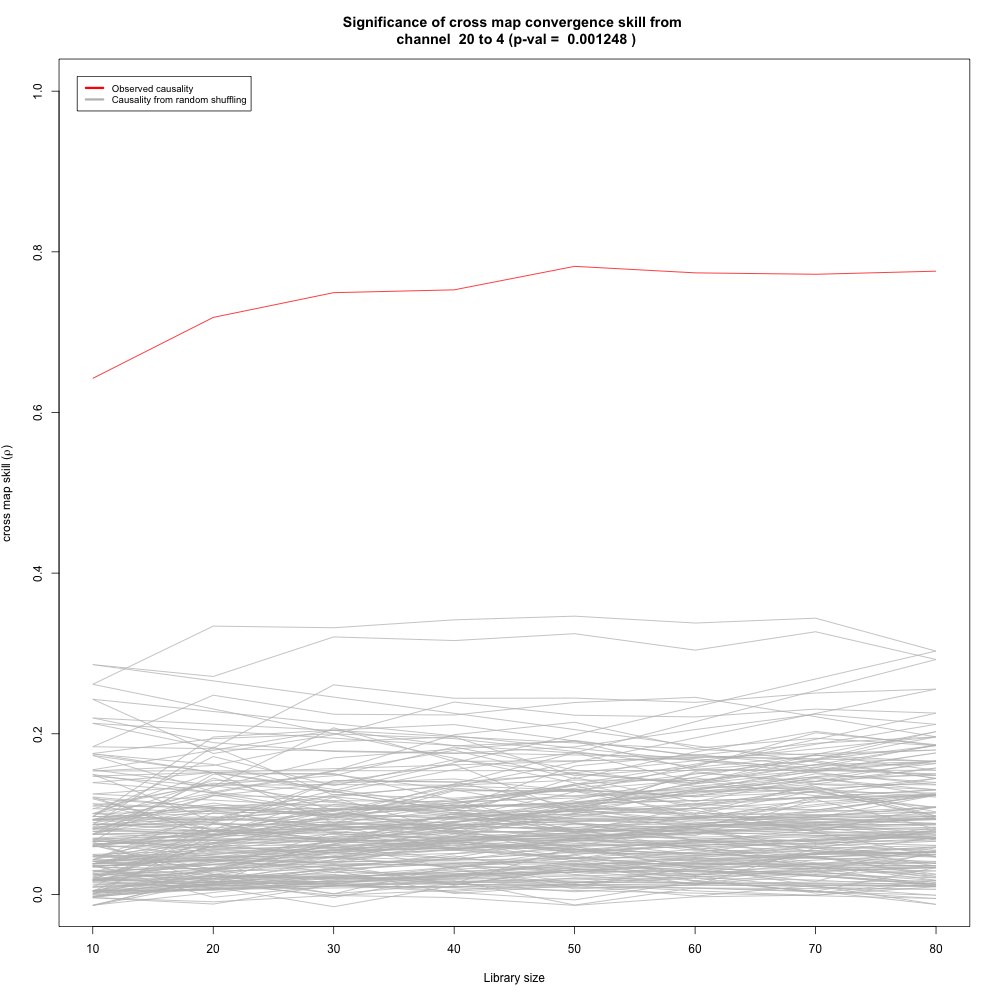 Significance of cross map convergence skill from
channel  20 to 4 (p-val =  0.001248 )
Observed causality
Causality from random shuffling
1.0
0.8
0.6
0.4
0.2
0.0
cross map skill (ρ)
10 20 30 40 50 60 70 80
Library size